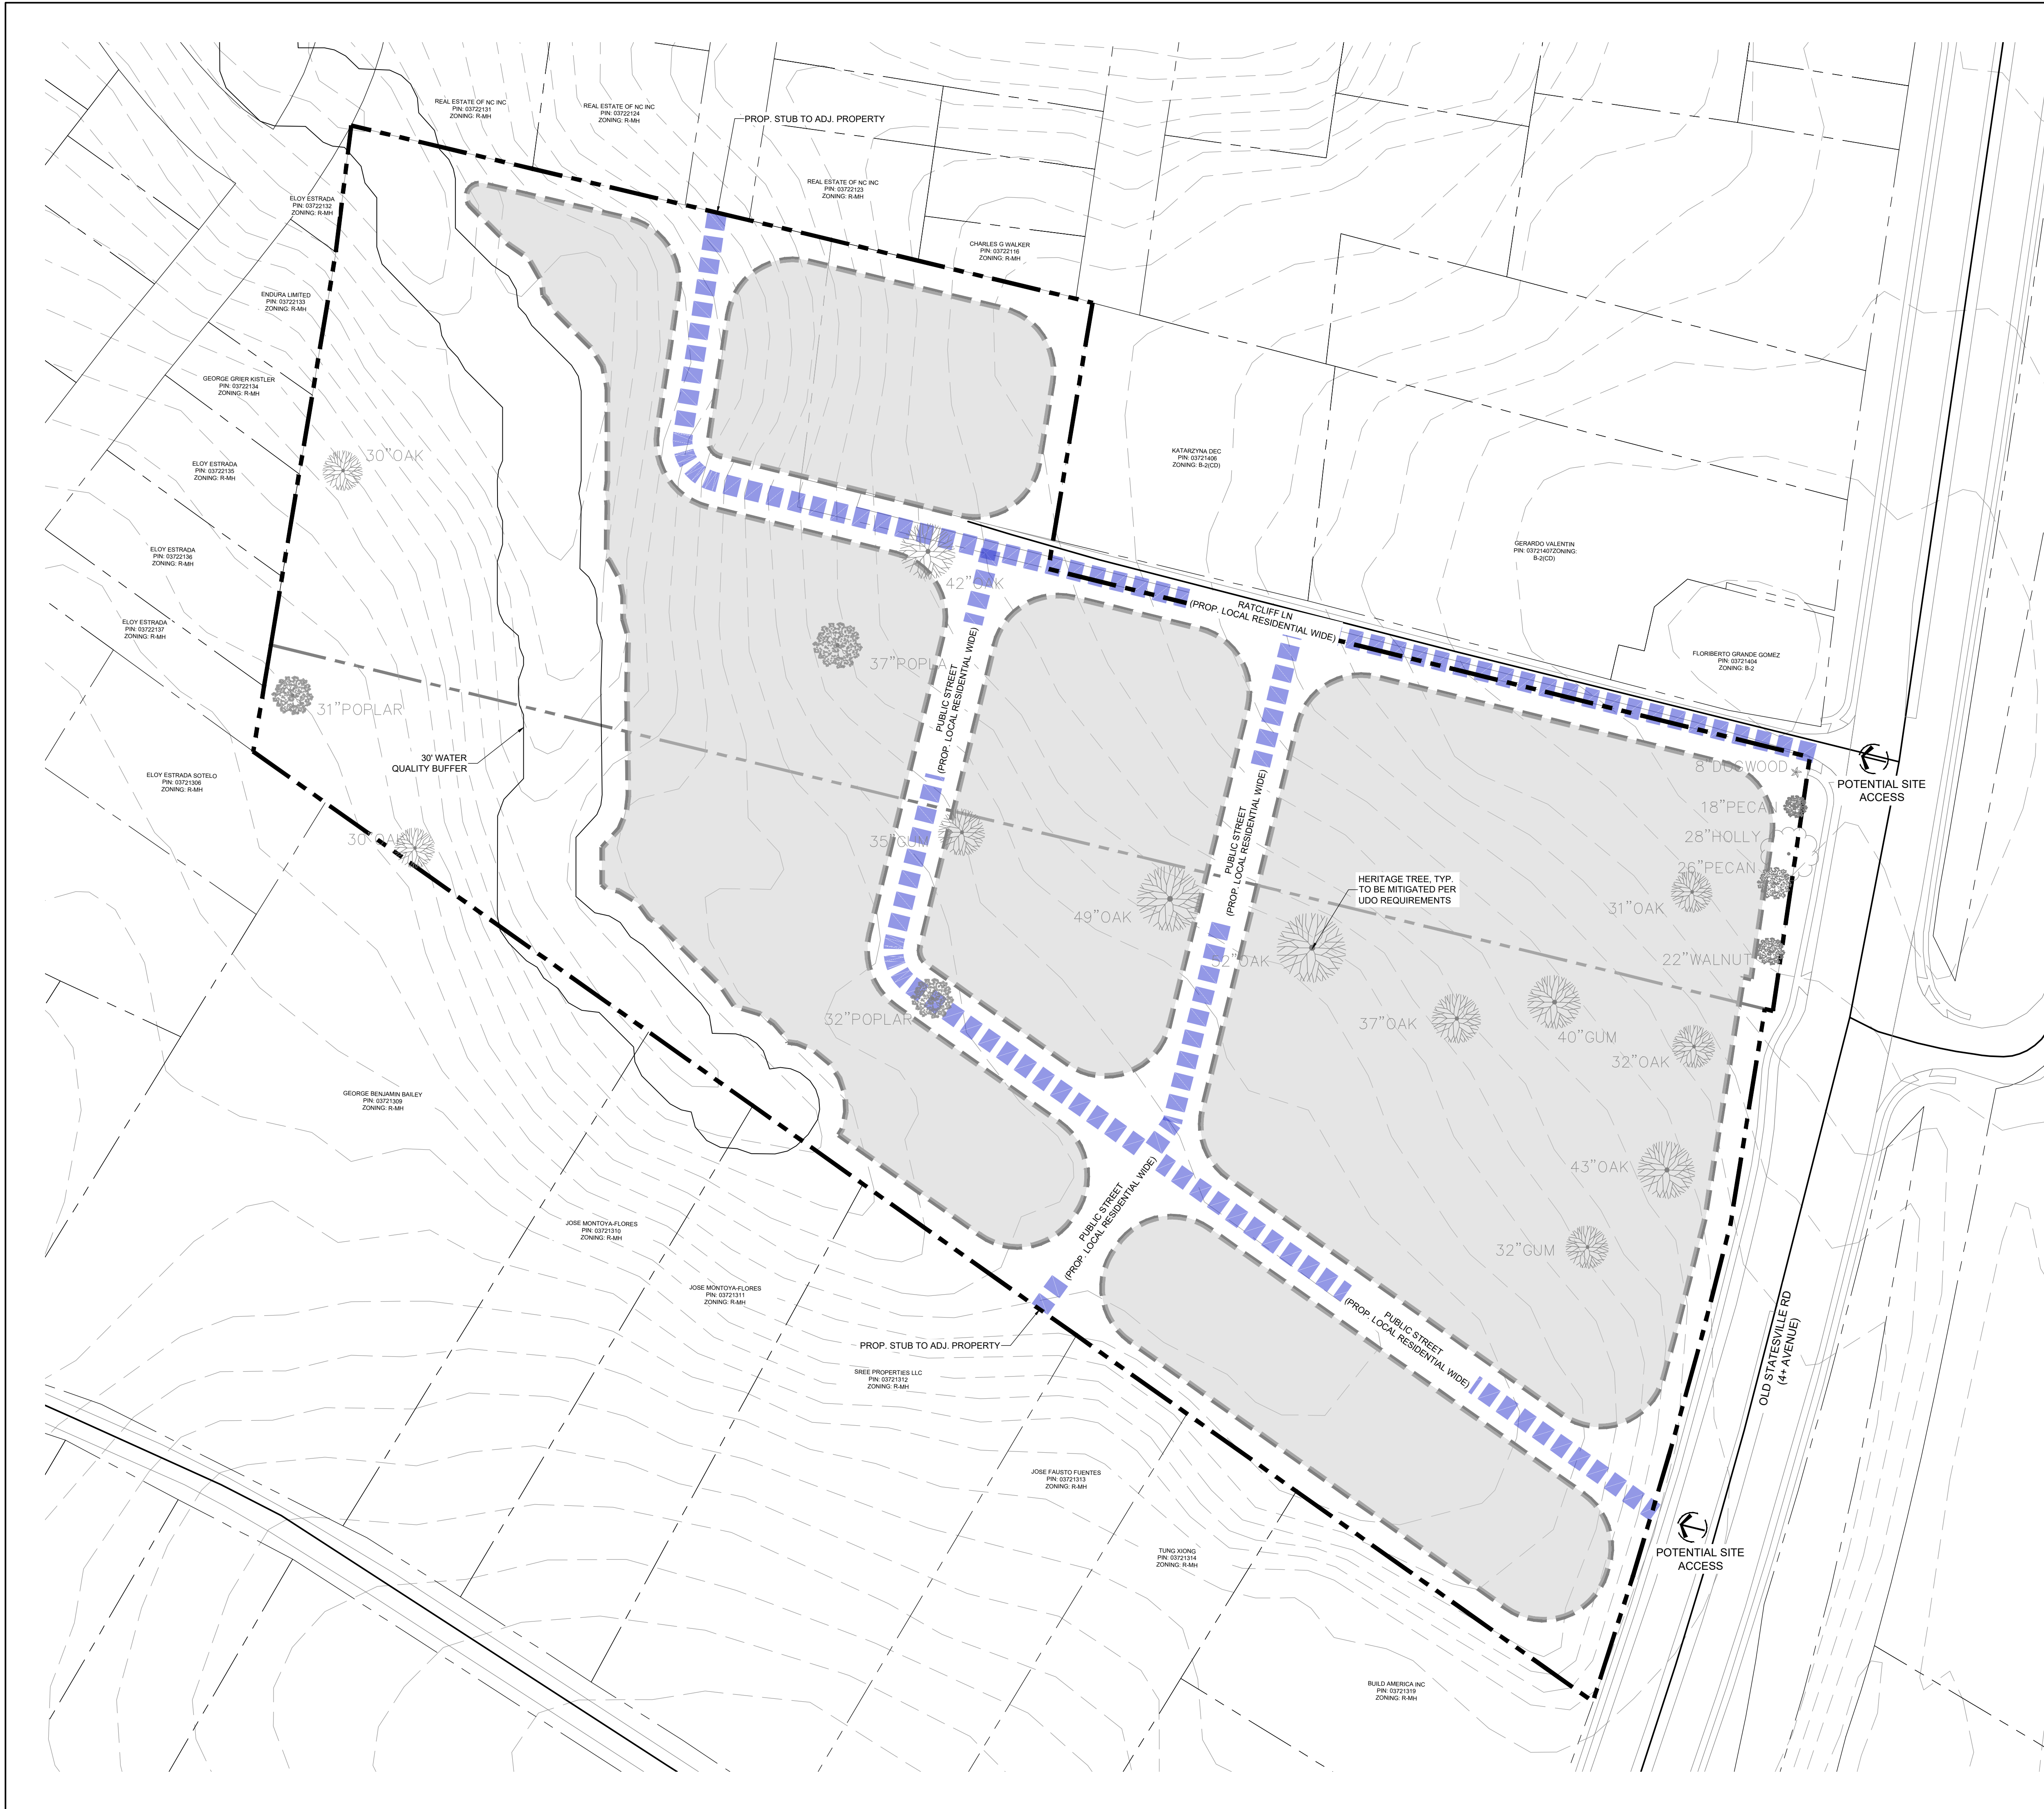 REAL ESTATE OF NC INC
PIN: 03722131
ZONING: R-MH
REAL ESTATE OF NC INC
PIN: 03722124
ZONING: R-MH
PROP. STUB TO ADJ. PROPERTY
REAL ESTATE OF NC INC
PIN: 03722123
ZONING: R-MH
ELOY ESTRADA
PIN: 03722132
ZONING: R-MH
CHARLES G WALKER
PIN: 03722116
ZONING: R-MH
ENDURA LIMITED
PIN: 03722133
ZONING: R-MH
GEORGE GRIER KISTLER
PIN: 03722134
ZONING: R-MH
30"OAK
ELOY ESTRADA
PIN: 03722135
ZONING: R-MH
KATARZYNA DEC
PIN: 03721406
ZONING: B-2(CD)
ELOY ESTRADA
PIN: 03722136
ZONING: R-MH
GERARDO VALENTIN
PIN: 03721407ZONING:
B-2(CD)
42"OAK
RATCLIFF LN
(PROP. LOCAL RESIDENTIAL WIDE)
ELOY ESTRADA
PIN: 03722137
ZONING: R-MH
37"POPLA
FLORIBERTO GRANDE GOMEZ
PIN: 03721404
ZONING: B-2
PUBLIC STREET
(PROP. LOCAL RESIDENTIAL WIDE)
31"POPLAR
30' WATER
QUALITY BUFFER
8"DOGWOOD
POTENTIAL SITE
ACCESS
ELOY ESTRADA SOTELO
PIN: 03721306
ZONING: R-MH
18"PECAN
28"HOLLY
30"OAK
35"GUM
PUBLIC STREET
(PROP. LOCAL RESIDENTIAL WIDE)
26"PECAN
HERITAGE TREE, TYP.
TO BE MITIGATED PER
UDO REQUIREMENTS
31"OAK
49"OAK
52"OAK
22"WALNUT
32"POPLAR
37"OAK
40"GUM
32"OAK
GEORGE BENJAMIN BAILEY
PIN: 03721309
ZONING: R-MH
43"OAK
PUBLIC STREET
(PROP. LOCAL RESIDENTIAL WIDE)
JOSE MONTOYA-FLORES
PIN: 03721310
ZONING: R-MH
32"GUM
JOSE MONTOYA-FLORES
PIN: 03721311
ZONING: R-MH
PROP. STUB TO ADJ. PROPERTY
PUBLIC STREET
(PROP. LOCAL RESIDENTIAL WIDE)
OLD STATESVILLE RD
(4+ AVENUE)
SREE PROPERTIES LLC
PIN: 03721312
ZONING: R-MH
JOSE FAUSTO FUENTES
PIN: 03721313
ZONING: R-MH
TUNG XIONG
PIN: 03721314
ZONING: R-MH
POTENTIAL SITE
ACCESS
BUILD AMERICA INC
PIN: 03721319
ZONING: R-MH